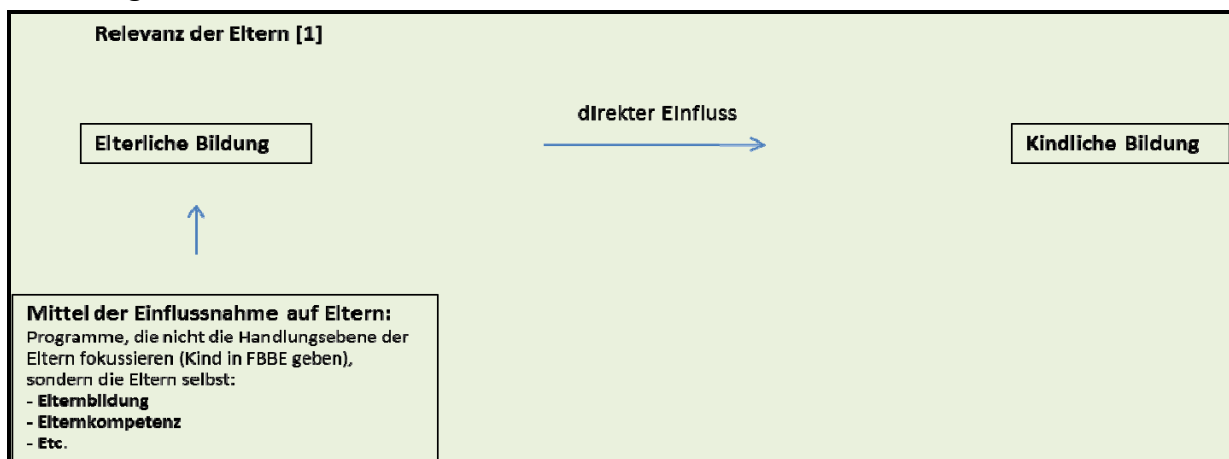 Relevanz der Eltern [1]
direkter Einfluss
Elterliche Bildung
Kindliche Bildung
Mittel der Einflussnahme auf Eltern:
Programme, die nicht die Handlungsebene der
Eltern fokussieren (Kind in FBBE geben),
sondern die Eltern selbst:
- Elternbildung
- Elternkompetenz
- Etc.